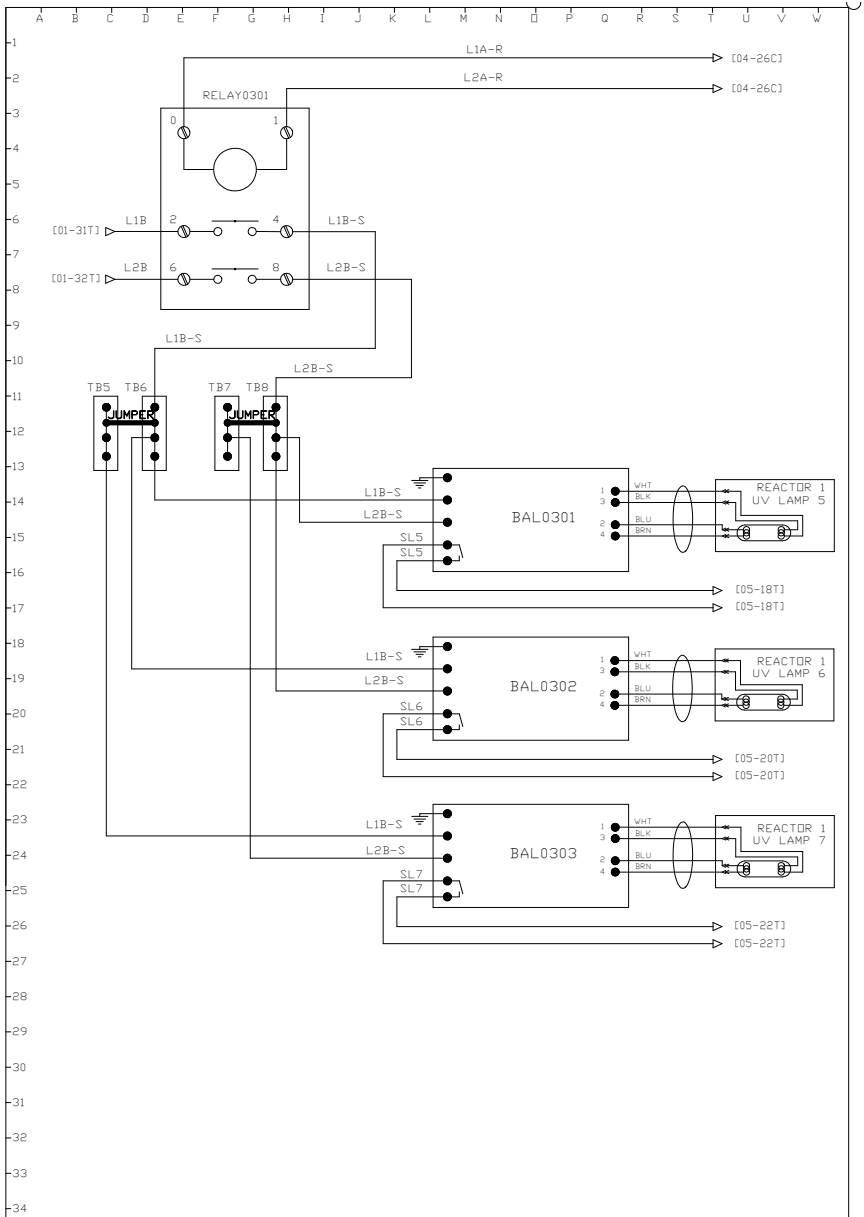 A B C D E F G H I J K L M N O P Q R S T U V W
1
L1A-R [04-26C]
2
L2A-R [04-26C]
RELAY0301
3
0 1
4
5
6
[01-31T] L1B 2 4 L1B-S
7
[01-32T] L2B 6 8 L2B-S
8
9
L1B-S
10
L2B-S
11
TB5 TB6 TB7 TB8
JUMPER JUMPER
12
13
14
L1B-S
L2B-S
15
SL5
SL5
BAL0301
1 WHT
3 BLK
2 BLU
4 BRN
REACTOR 1
UV LAMP 5
16
[05-18T]
17
[05-18T]
18
L1B-S
19
L2B-S
20
SL6
SL6
BAL0302
1 WHT
3 BLK
2 BLU
4 BRN
REACTOR 1
UV LAMP 6
21
[05-20T]
22
[05-20T]
23
L1B-S
24
L2B-S
25
SL7
SL7
BAL0303
1 WHT
3 BLK
2 BLU
4 BRN
REACTOR 1
UV LAMP 7
26
[05-22T]
[05-22T]
27
28
29
30
31
32
33
34